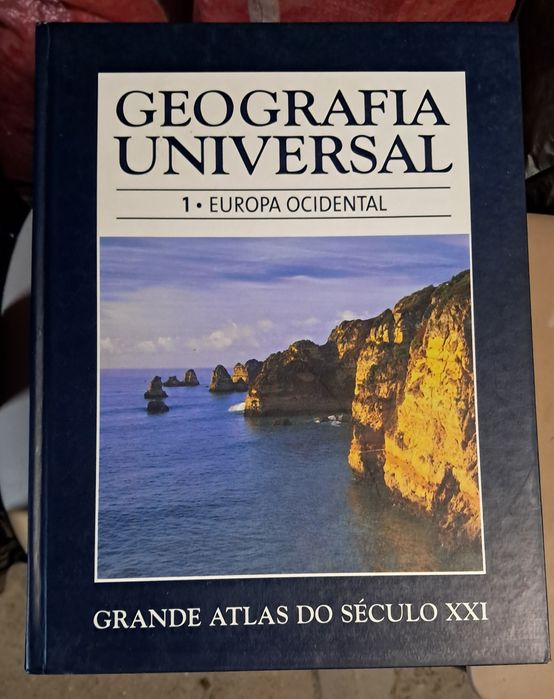 GEOGRAFIA
UNIVERSAL
1 • EUROPA OCIDENTAL
GRANDE ATLAS DO SÉCULO XXI